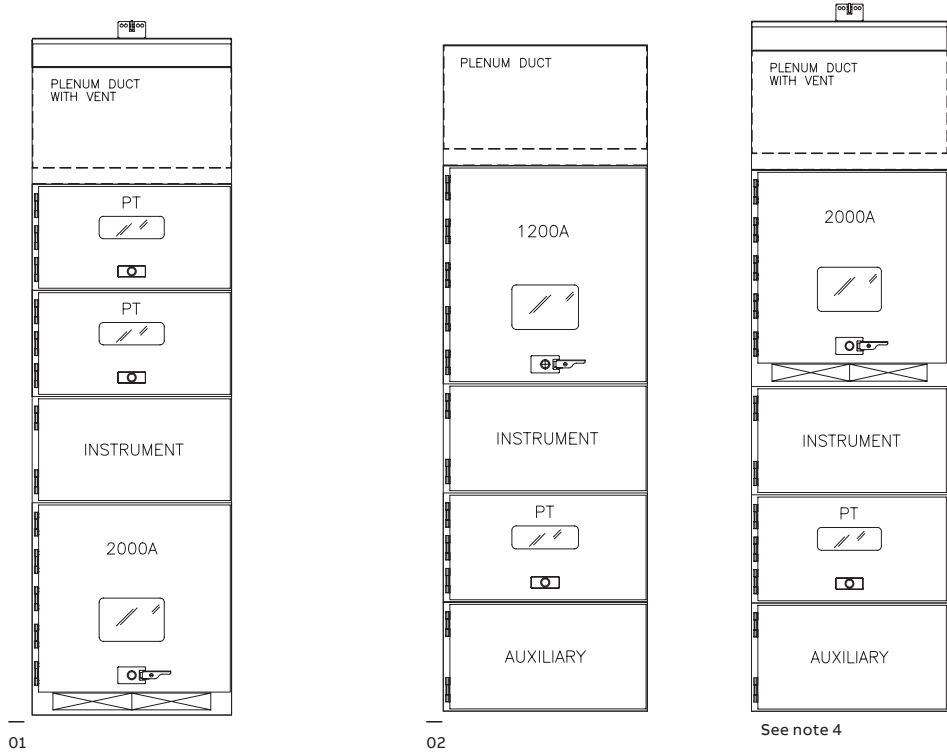 PLENUM DUCT
WITH VENT
PT
PT
INSTRUMENT
2000A
01
PLENUM DUCT
1200A
INSTRUMENT
PT
AUXILIARY
02
PLENUM DUCT
WITH VENT
2000A
INSTRUMENT
PT
AUXILIARY
See note 4